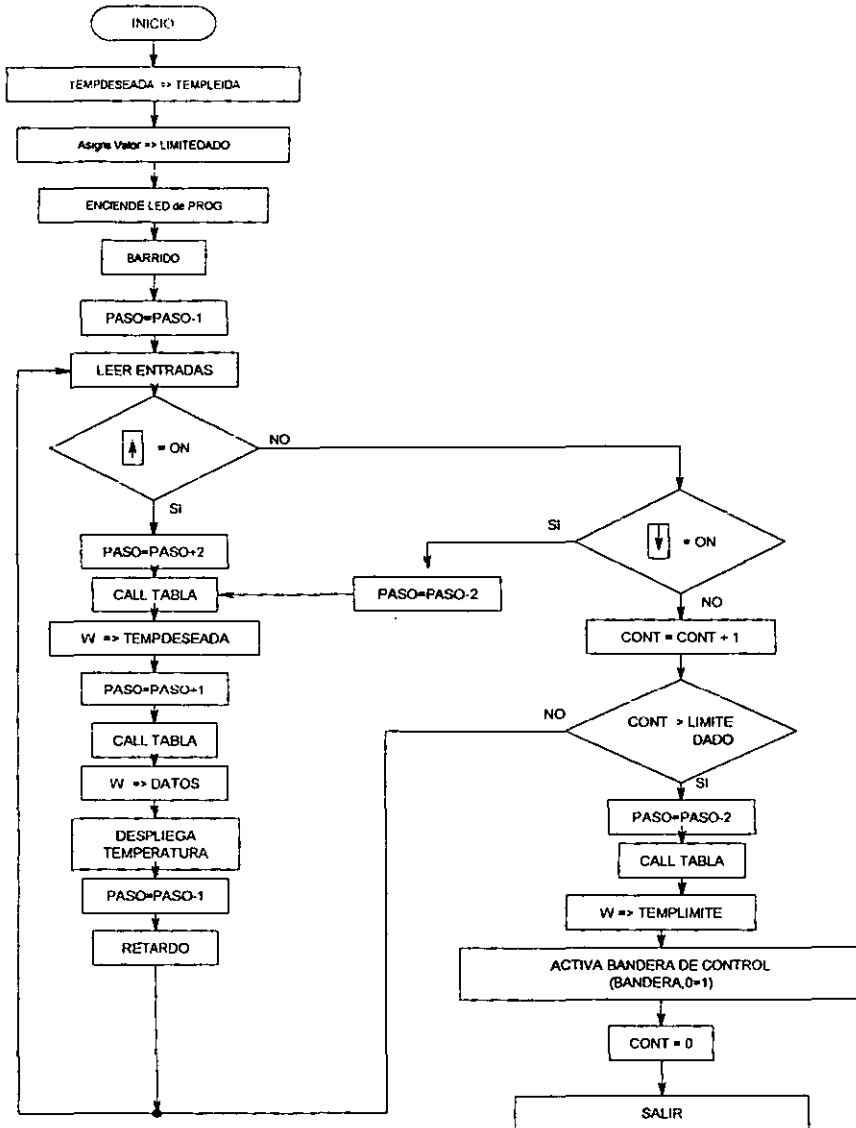 INICIO
TEMPDESEADA => TEMPLEIDA
Asigna Valor => LIMITEDADO
ENCIENDE LED de PROG
BARRIDO
PASO=PASO-1
LEER ENTRADAS
= ON
NO
SI
PASO=PASO+2
CALL TABLA
W => TEMPDESEADA
PASO=PASO+1
CALL TABLA
W => DATOS
DESPLIEGA
TEMPERATURA
PASO=PASO-1
RETARDO
= ON
SI
PASO=PASO-2
NO
CONT = CONT + 1
CONT > LIMITE
DADO
NO
SI
PASO=PASO-2
CALL TABLA
W => TEMPLIMITE
ACTIVA BANDERA DE CONTROL
(BANDERA,0=1)
CONT = 0
SALIR